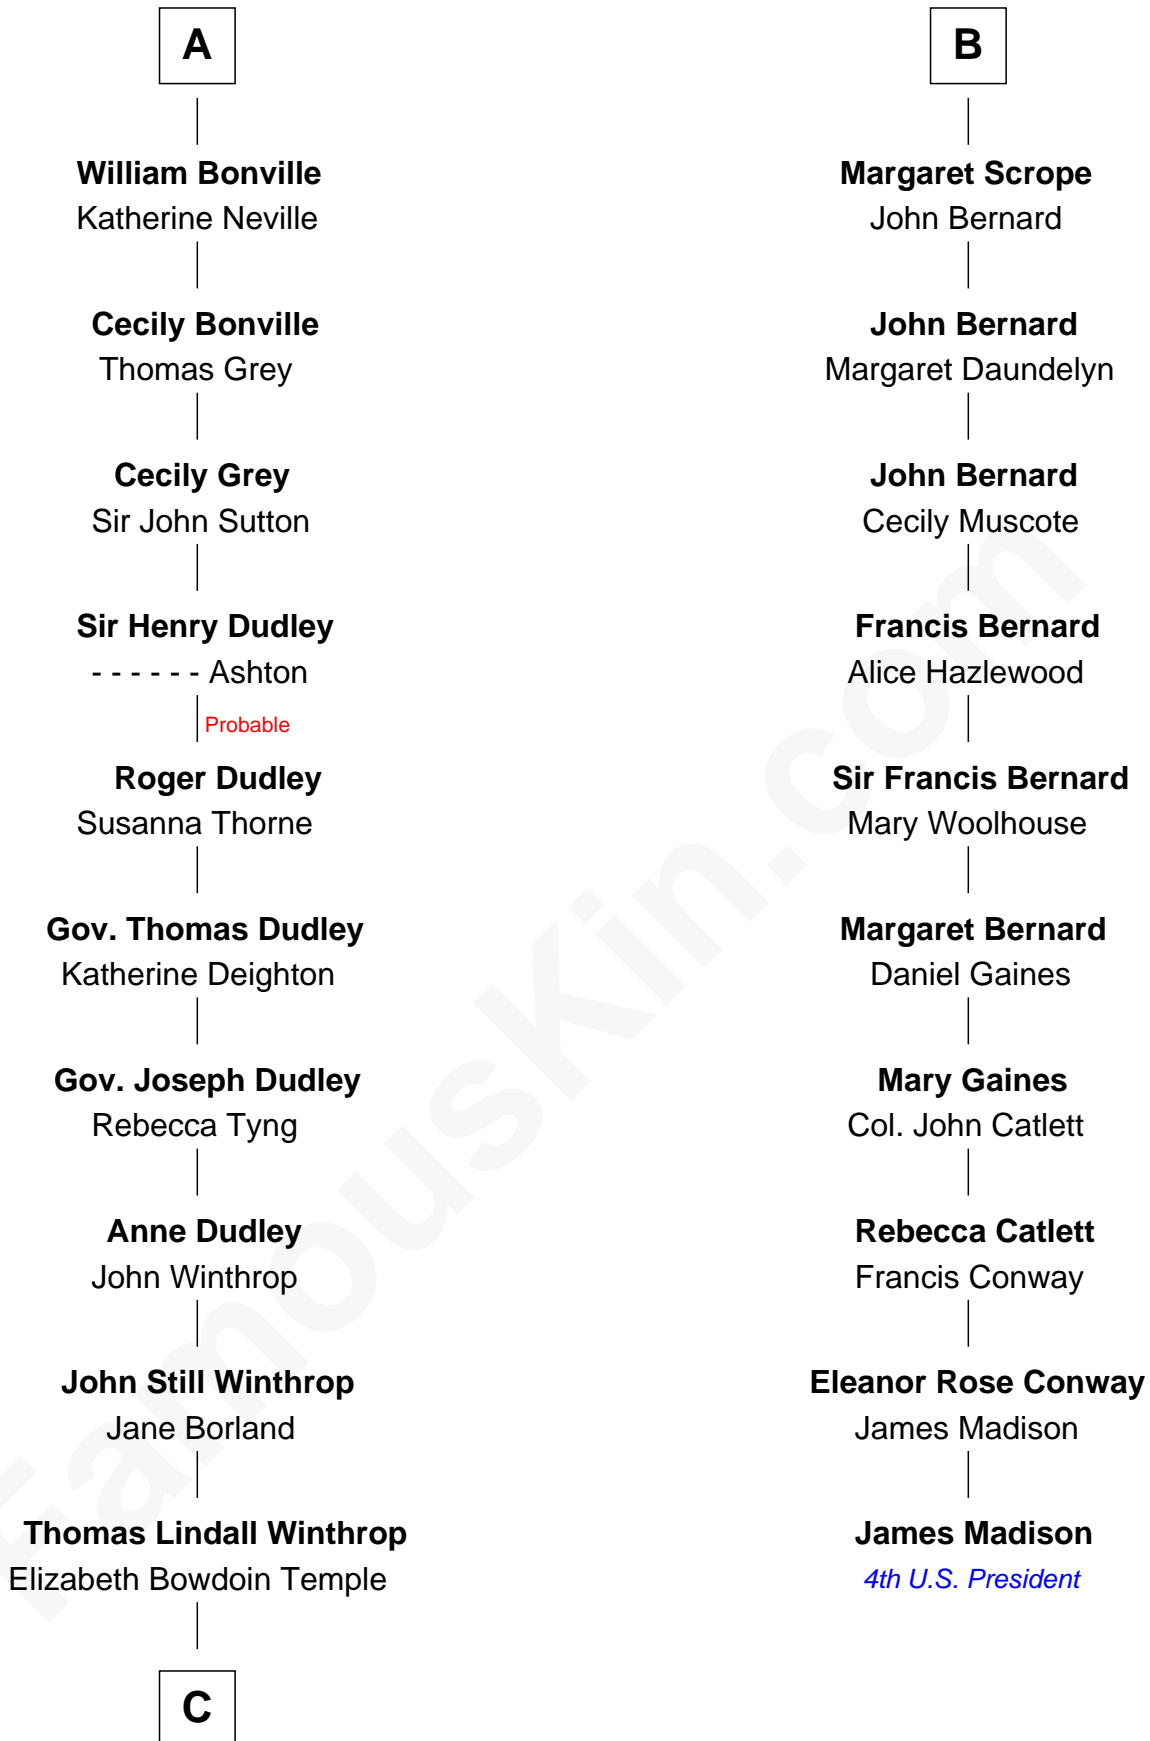 A
William Bonville
Katherine Neville
Cecily Bonville
Thomas Grey
Cecily Grey
Sir John Sutton
Sir Henry Dudley
- - - - - - Ashton
Probable
Roger Dudley
Susanna Thorne
Gov. Thomas Dudley
Katherine Deighton
Gov. Joseph Dudley
Rebecca Tyng
Anne Dudley
John Winthrop
John Still Winthrop
Jane Borland
Thomas Lindall Winthrop
Elizabeth Bowdoin Temple
C
B
Margaret Scrope
John Bernard
John Bernard
Margaret Daundelyn
John Bernard
Cecily Muscote
Francis Bernard
Alice Hazlewood
Sir Francis Bernard
Mary Woolhouse
Margaret Bernard
Daniel Gaines
Mary Gaines
Col. John Catlett
Rebecca Catlett
Francis Conway
Eleanor Rose Conway
James Madison
James Madison
4th U.S. President
FamousKin.com